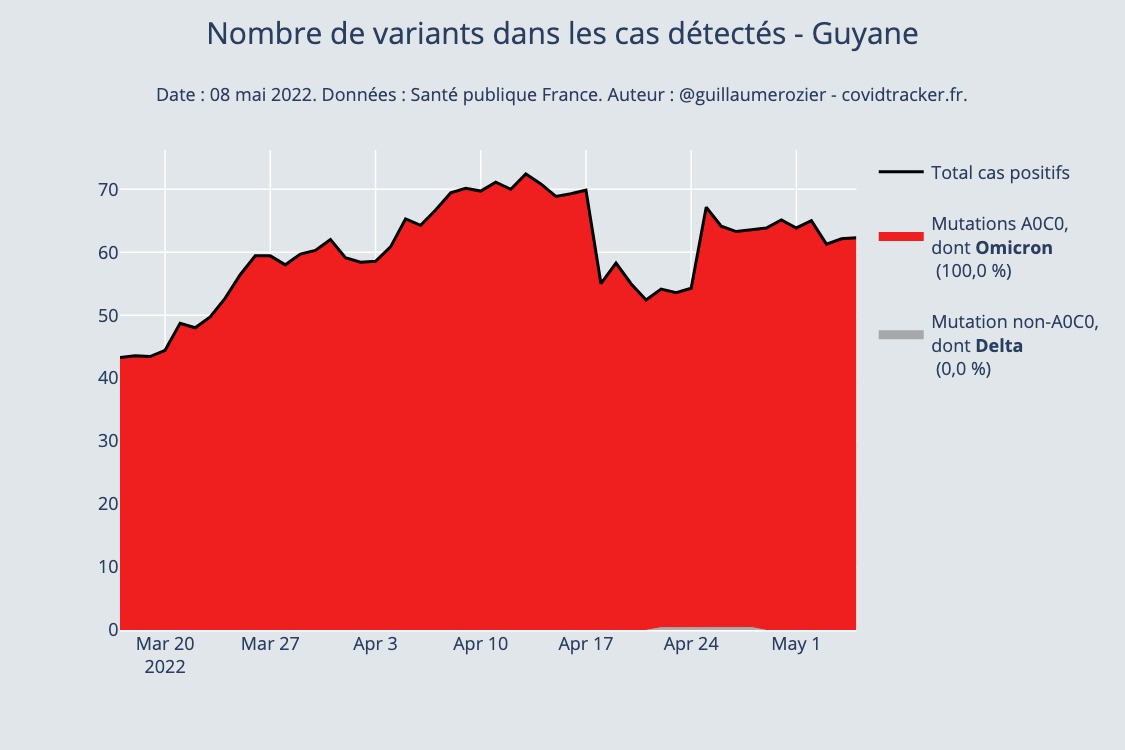 Nombre de variants dans les cas détectés - Guyane
Date : 08 mai 2022. Données : Santé publique France. Auteur : @guillaumerozier - covidtracker.fr.
Total cas positifs
Mutations A0C0,
dont Omicron
(100,0 %)
Mutation non-A0C0,
dont Delta
(0,0 %)
70
60
50
40
30
20
10
0
Mar 20 Mar 27 Apr 3 Apr 10 Apr 17 Apr 24 May 1
2022